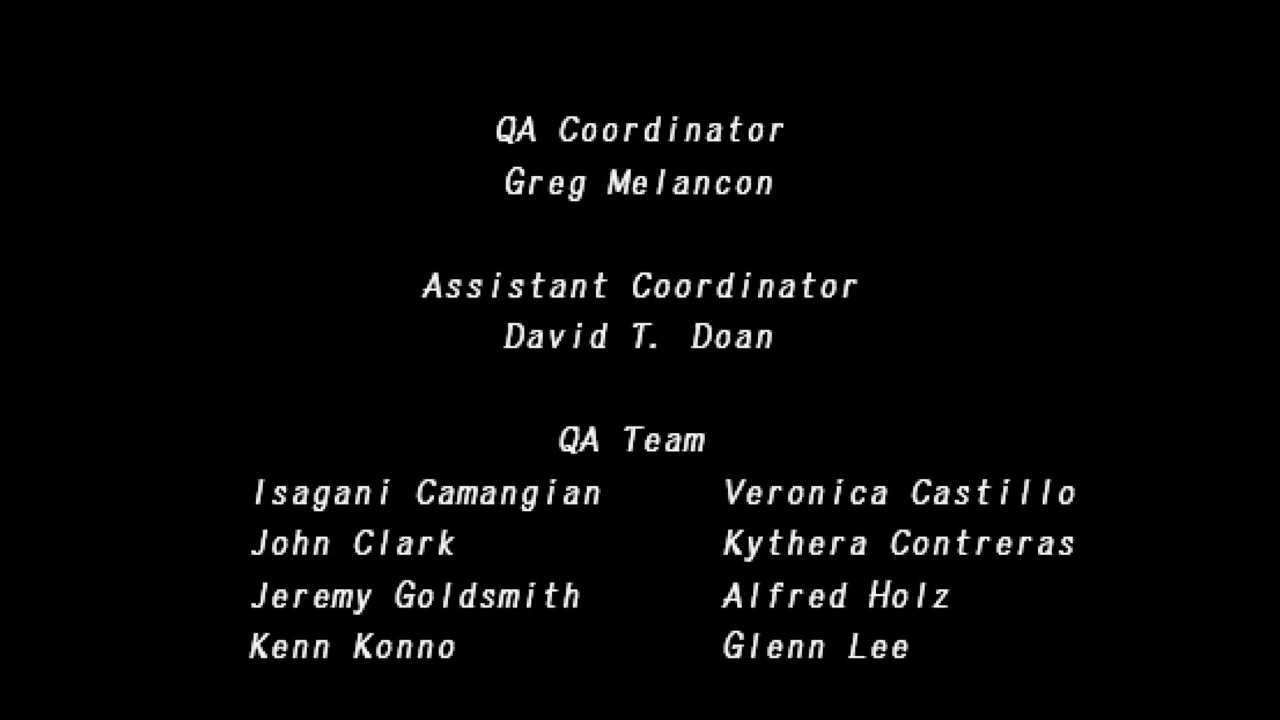 QA Coordinator
Greg Melancon
Assistant Coordinator
David T. Doan
QA Team
Isagani Camangian Veronica Castillo
John Clark Kythera Contreras
Jeremy Goldsmith Alfred Holz
Kenn Konno Glenn Lee